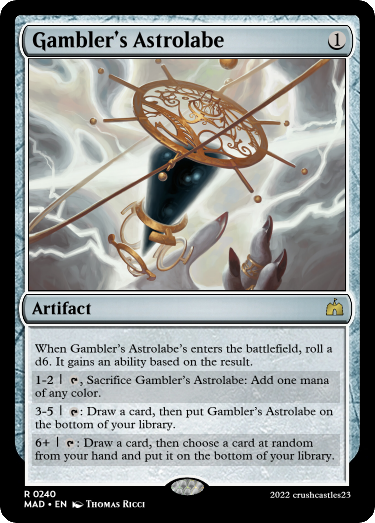 Gambler's Astrolabe 1
Artifact
When Gambler's Astrolabe's enters the battlefield, roll a
d6. It gains an ability based on the result.
1-2 | , Sacrifice Gambler's Astrolabe: Add one mana
of any color.
3-5 | : Draw a card, then put Gambler's Astrolabe on
the bottom of your library.
6+ | : Draw a card, then choose a card at random
from your hand and put it on the bottom of your library.
R 0240
MAD • EN Thomas Ricci
2022 crushcastles23